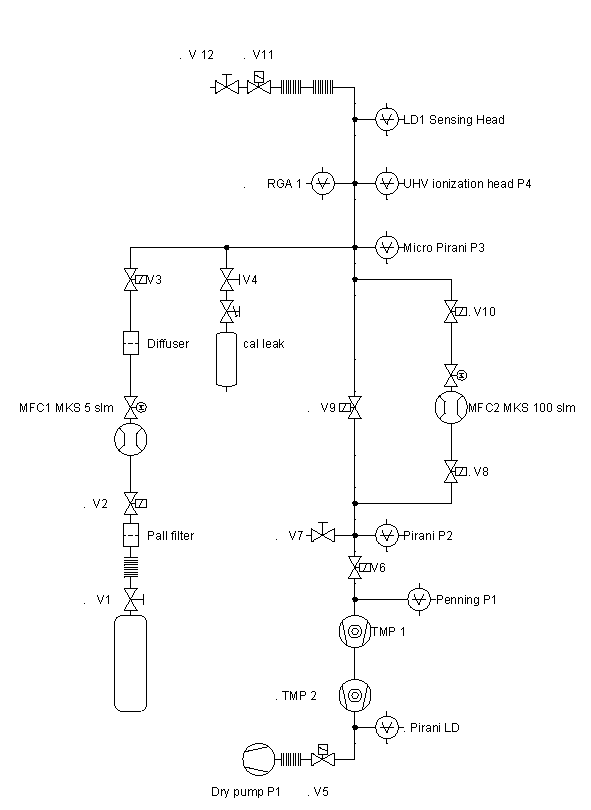 . V 12 . V11
LD1 Sensing Head
. RGA 1 UHV ionization head P4
Micro Pirani P3
V3 V4
. V10
Diffuser cal leak
MFC1 MKS 5 slm . V9 MFC2 MKS 100 slm
. V8
. V2
Pall filter . V7 Pirani P2
V6
. V1 Penning P1
TMP 1
. TMP 2
. Pirani LD
Dry pump P1 . V5